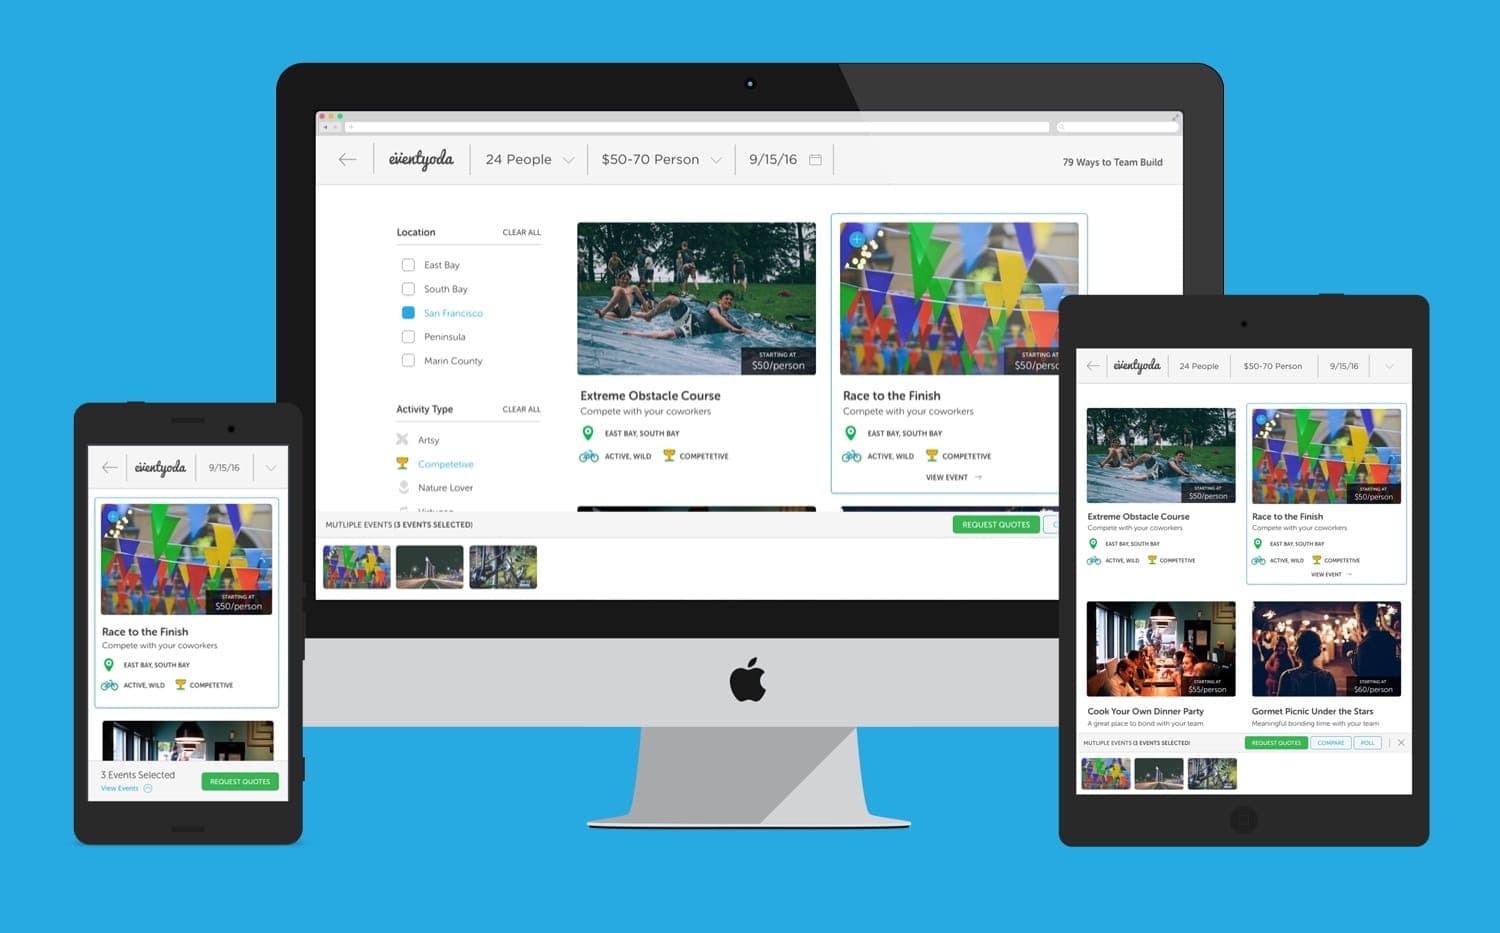 eventyoda
24 People
$50-70 Person
9/15/16
79 Ways to Team Build
Location
CLEAR ALL
East Bay
South Bay
San Francisco
Peninsula
Marin County
Activity Type
CLEAR ALL
Artsy
Competetive
Nature Lover
STARTING AT
$50/person
Extreme Obstacle Course
Compete with your coworkers
EAST BAY, SOUTH BAY
ACTIVE, WILD
COMPETETIVE
STARTING AT
$50/perso
Race to the Finish
Compete with your coworkers
EAST BAY, SOUTH BAY
ACTIVE, WILD
COMPETETIVE
VIEW EVENT →
MUTUPLE EVENTS (3 EVENTS SELECTED)
REQUEST QUOTES
eventyoda
9/15/16
STARTING AT
$50/person
Race to the Finish
Compete with your coworkers
EAST BAY, SOUTH BAY
ACTIVE, WILD
COMPETETIVE
3 Events Selected
View Events
REQUEST QUOTES
eventyoda
24 People
$50-70 Person
9/15/16
STARTING AT
$50/person
Extreme Obstacle Course
Compete with your coworkers
EAST BAY, SOUTH BAY
ACTIVE, WILD
COMPETETIVE
STARTING AT
$50/person
Race to the Finish
Compete with your coworkers
EAST BAY, SOUTH BAY
ACTIVE, WILD
COMPETETIVE
VIEW EVENT →
STARTING AT
$55/person
Cook Your Own Dinner Party
A great place to bond with your team
STARTING AT
$60/person
Gormet Picnic Under the Stars
Meaningful bonding time with your team
MUTUPLE EVENTS (3 EVENTS SELECTED)
REQUEST QUOTES
COMPARE
POLL